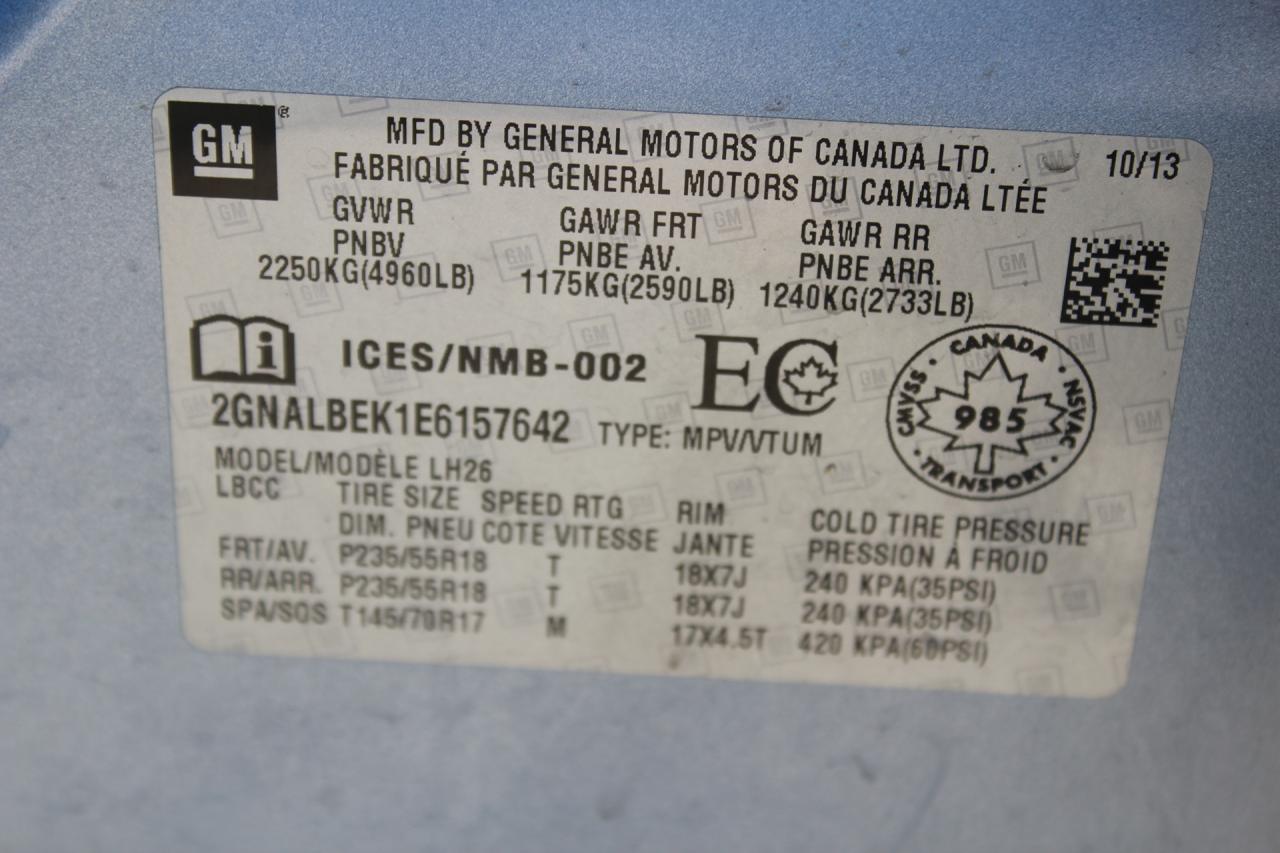 GM
MFD BY GENERAL MOTORS OF CANADA LTD. 10/13
FABRIQUÉ PAR GENERAL MOTORS DU CANADA LTÉE
GVWR GAWR FRT GAWR RR
PNBV PNBE AV. PNBE ARR.
2250KG(4960LB) 1175KG(2590LB) 1240KG(2733LB)
i ICES/NMB-002 EC
CANADA
CMVSS 985 NSVAC
TRANSPORT
2GNALBEK1E6157642 TYPE: MPV/VTUM
MODEL/MODÈLE LH26
LBCC TIRE SIZE SPEED RTG RIM COLD TIRE PRESSURE
DIM. PNEU COTE VITESSE JANTE PRESSION À FROID
FRT/AV. P235/55R18 T 18X7J 240 KPA(35PSI)
RR/ARR. P235/55R18 T 18X7J 240 KPA(35PSI)
SPA/SOS T145/70R17 M 17X4.5T 420 KPA(60PSI)